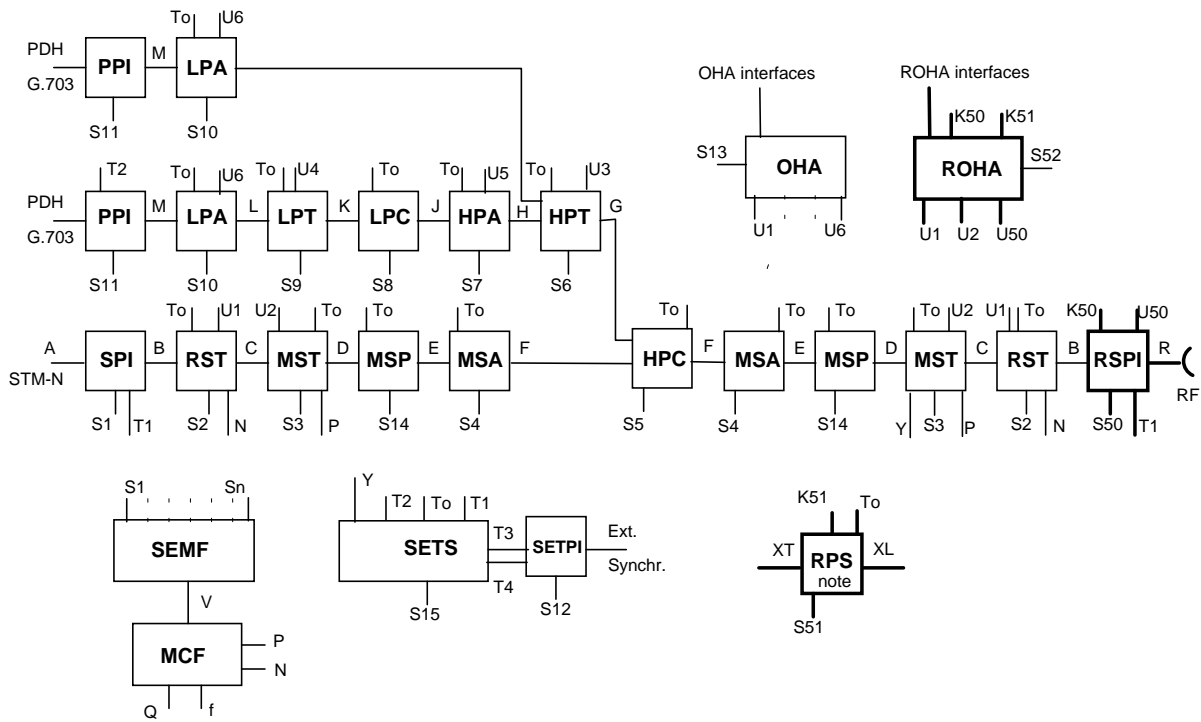 To U6
PDH M
PPI LPA
G.703
S11 S10
OHA interfaces ROHA interfaces
K50 K51
S13 OHA
ROHA S52
U1 U6
U1 U2 U50
T2 To U6 To U4 To To U5 To U3
PDH M L K J H G
PPI LPA LPT LPC HPA HPT
G.703
S11 S10 S9 S8 S7 S6
To U1 U2 To To To To To To To U2 U1 To K50 U50
A B C D E F F E D C B R
SPI RST MST MSP MSA HPC MSA MSP MST RST RSPI
STM-N RF
S1 T1 S2 N S3 P S14 S4 S5 S4 S14 Y S3 P S2 N S50 T1
S1 Sn
SEMF
V
MCF P
N
Q f
Y
T2 To T1
SETS T3 SETPI Ext.
T4 Synchr.
S15 S12
K51 To
XT RPS XL
note
S51